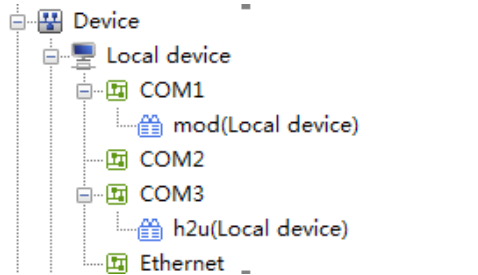 Device
Local device
COM1
mod(Local device)
COM2
COM3
h2u(Local device)
Ethernet